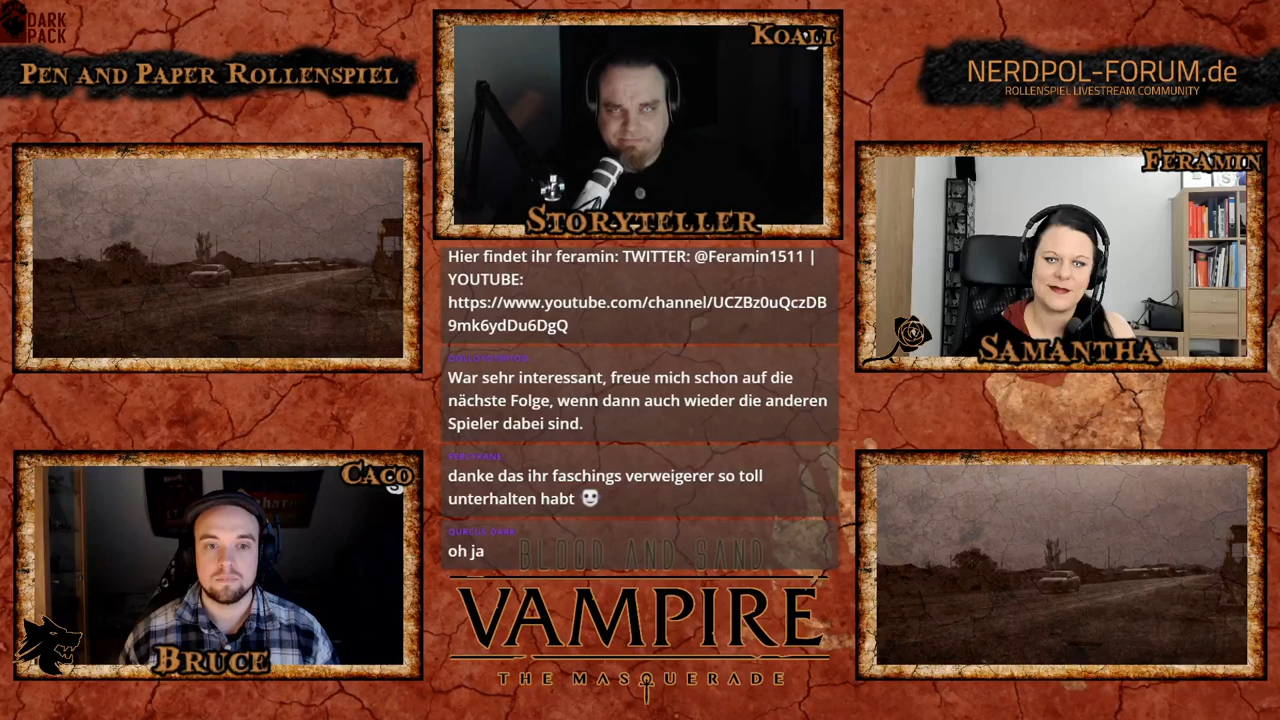 DARK
PACK
PEN AND PAPER ROLLENSPIEL
KOALI
STORYTELLER
NERDPOL-FORUM.de
ROLLENSPIEL LIVESTREAM COMMUNITY
FERAMIN
SAMANTHA
Hier findet ihr feramin: TWITTER: @Feramin1511 |
YOUTUBE:
https://www.youtube.com/channel/UCZBz0uQczDB
9mk6ydDu6DgQ
War sehr interessant, freue mich schon auf die
nächste Folge, wenn dann auch wieder die anderen
Spieler dabei sind.
PERCYKANE
danke das ihr faschings verweigerer so toll
unterhalten habt
QURCUS DARK
oh ja
CACO
BRUCE
BLOOD AND SAND
VAMPIRE
THE MASQUERADE